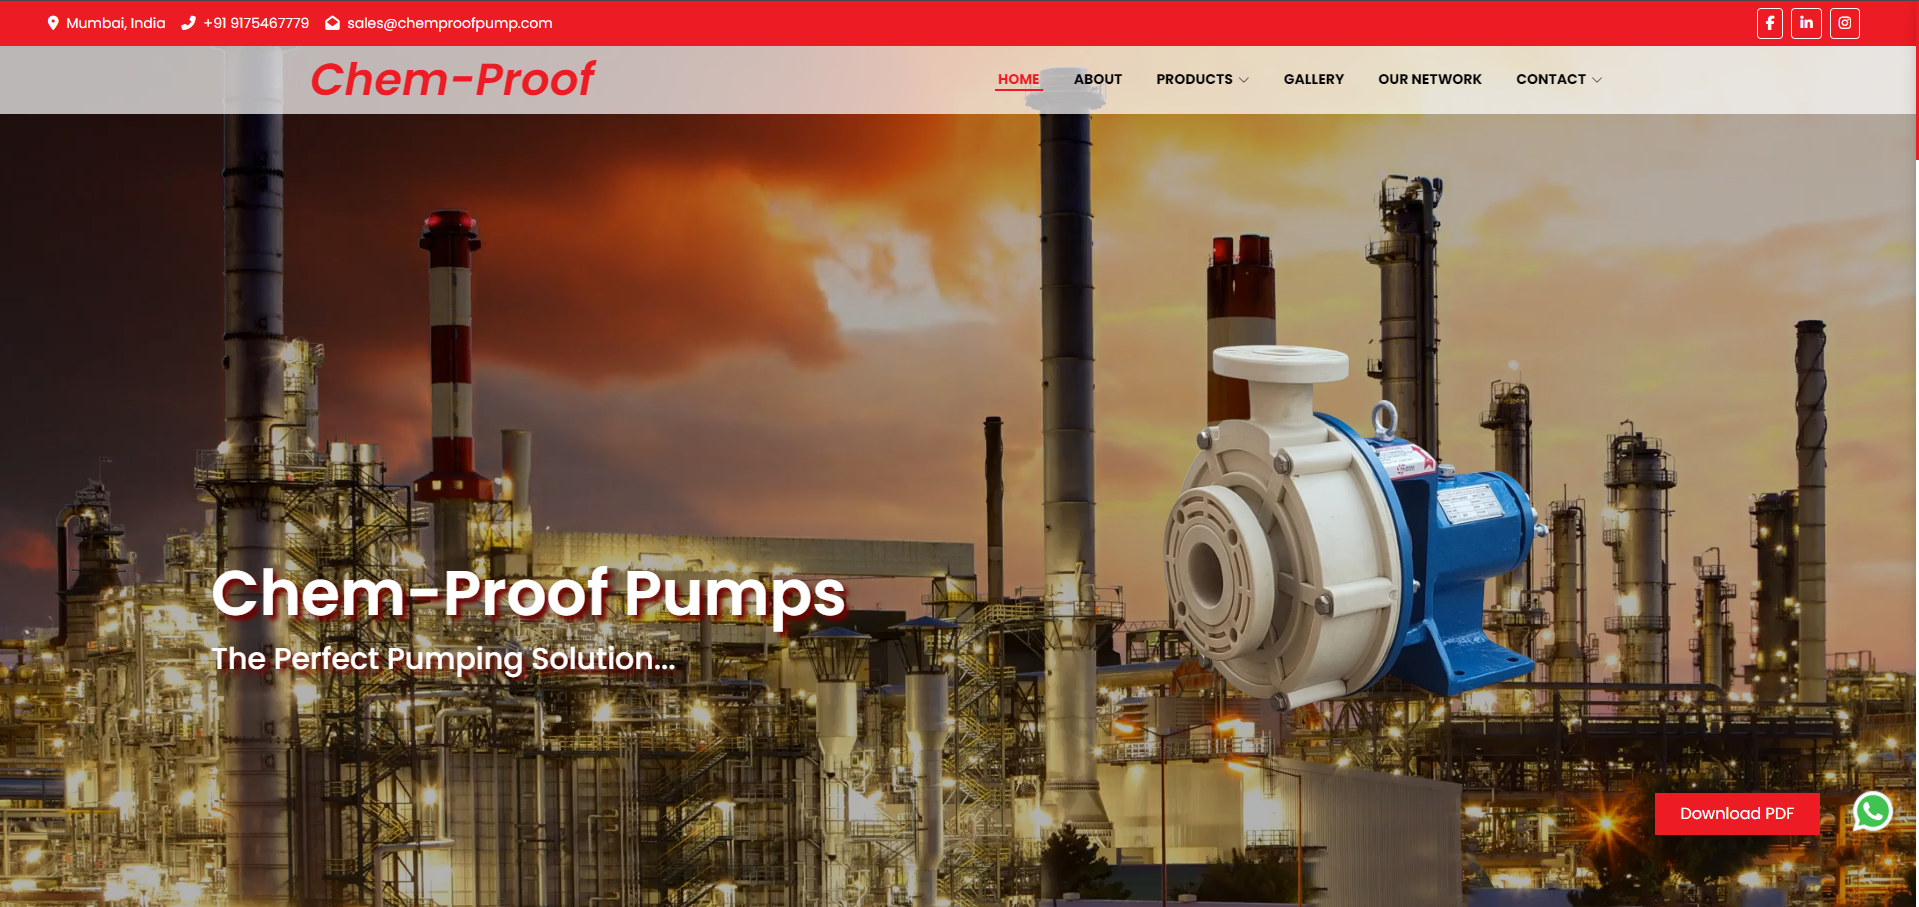 Mumbai, India +91 9175467779 sales@chemproofpump.com
Chem-Proof
HOME ABOUT PRODUCTS GALLERY OUR NETWORK CONTACT
Chem-Proof Pumps
The Perfect Pumping Solution...
Download PDF